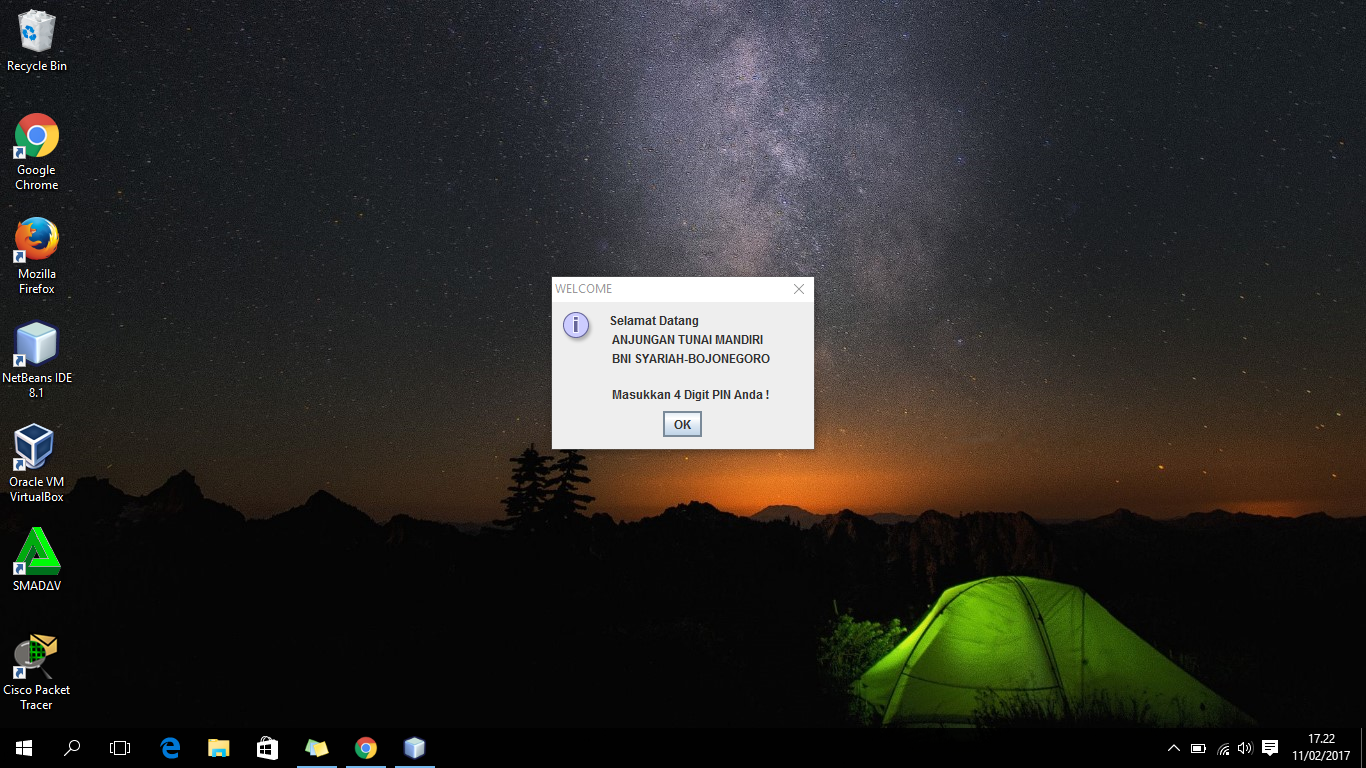 Recycle Bin
Google
Chrome
Mozilla
Firefox
NetBeans IDE
8.1
Oracle VM
VirtualBox
SMADΔV
Cisco Packet
Tracer
WELCOME
Selamat Datang
ANJUNGAN TUNAI MANDIRI
BNI SYARIAH-BOJONEGORO
Masukkan 4 Digit PIN Anda !
OK
17.22
11/02/2017